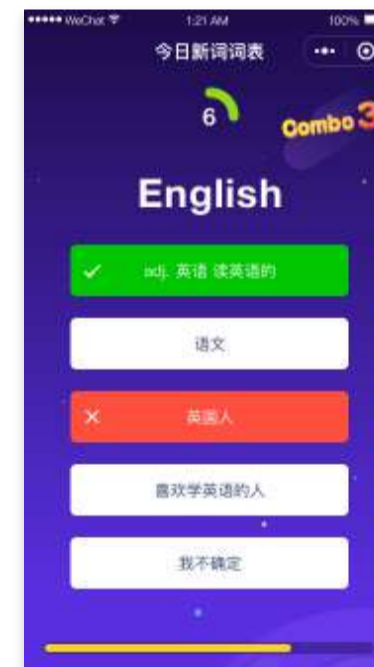 WeChat 1:21 AM 100%
今日新词词表
6
Combo 3
English
adj. 英语 读英语的
语文
英国人
喜欢学英语的人
我不确定